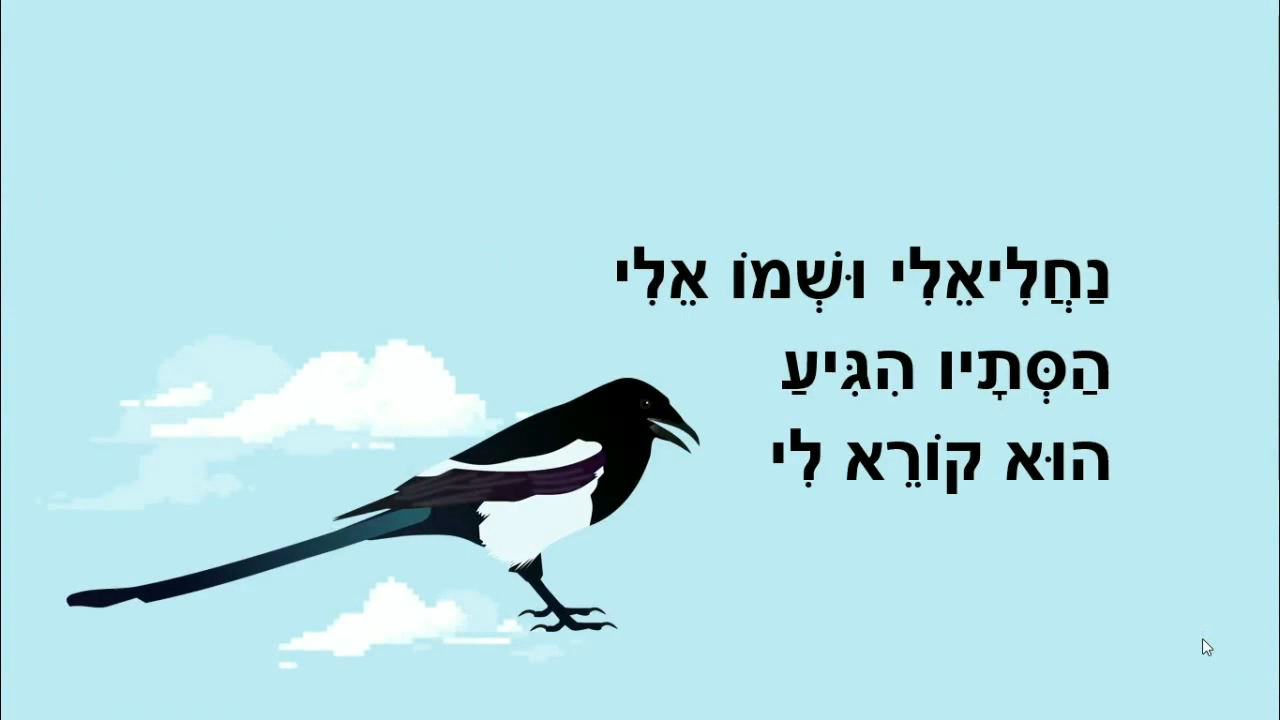 נַחֲלִיאֵלִי וּשְׁמוֹ אֵלִי
הַסְּתָיו הִגִּיעַ
הוּא קוֹרֵא לִי